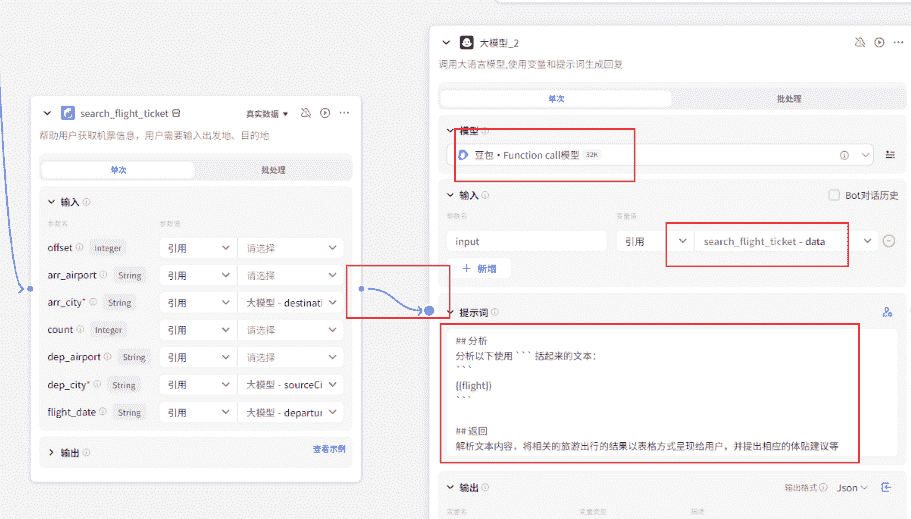 search_flight_ticket
真实数据
帮助用户获取机票信息，用户需要输入出发地、目的地
单次
批处理
输入
参数名
参数值
offset Integer 引用 请选择
arr_airport String 引用 请选择
arr_city* String 引用 大模型 - destinati
count Integer 引用 请选择
dep_airport String 引用 请选择
dep_city* String 引用 大模型 - sourceCi
flight_date String 引用 大模型 - departur
输出
查看示例
大模型_2
调用大语言模型,使用变量和提示词生成回复
单次
批处理
模型
豆包・Function call模型 32K
输入
Bot对话历史
参数名
变量值
input 引用 search_flight_ticket - data
+ 新增
提示词
## 分析
分析以下使用 ``` 括起来的文本：
```
{{flight}}
```
## 返回
解析文本内容，将相关的旅游出行的结果以表格方式呈现给用户，并提出相应的体贴建议等
输出
输出格式 Json
变量名
变量类型
描述